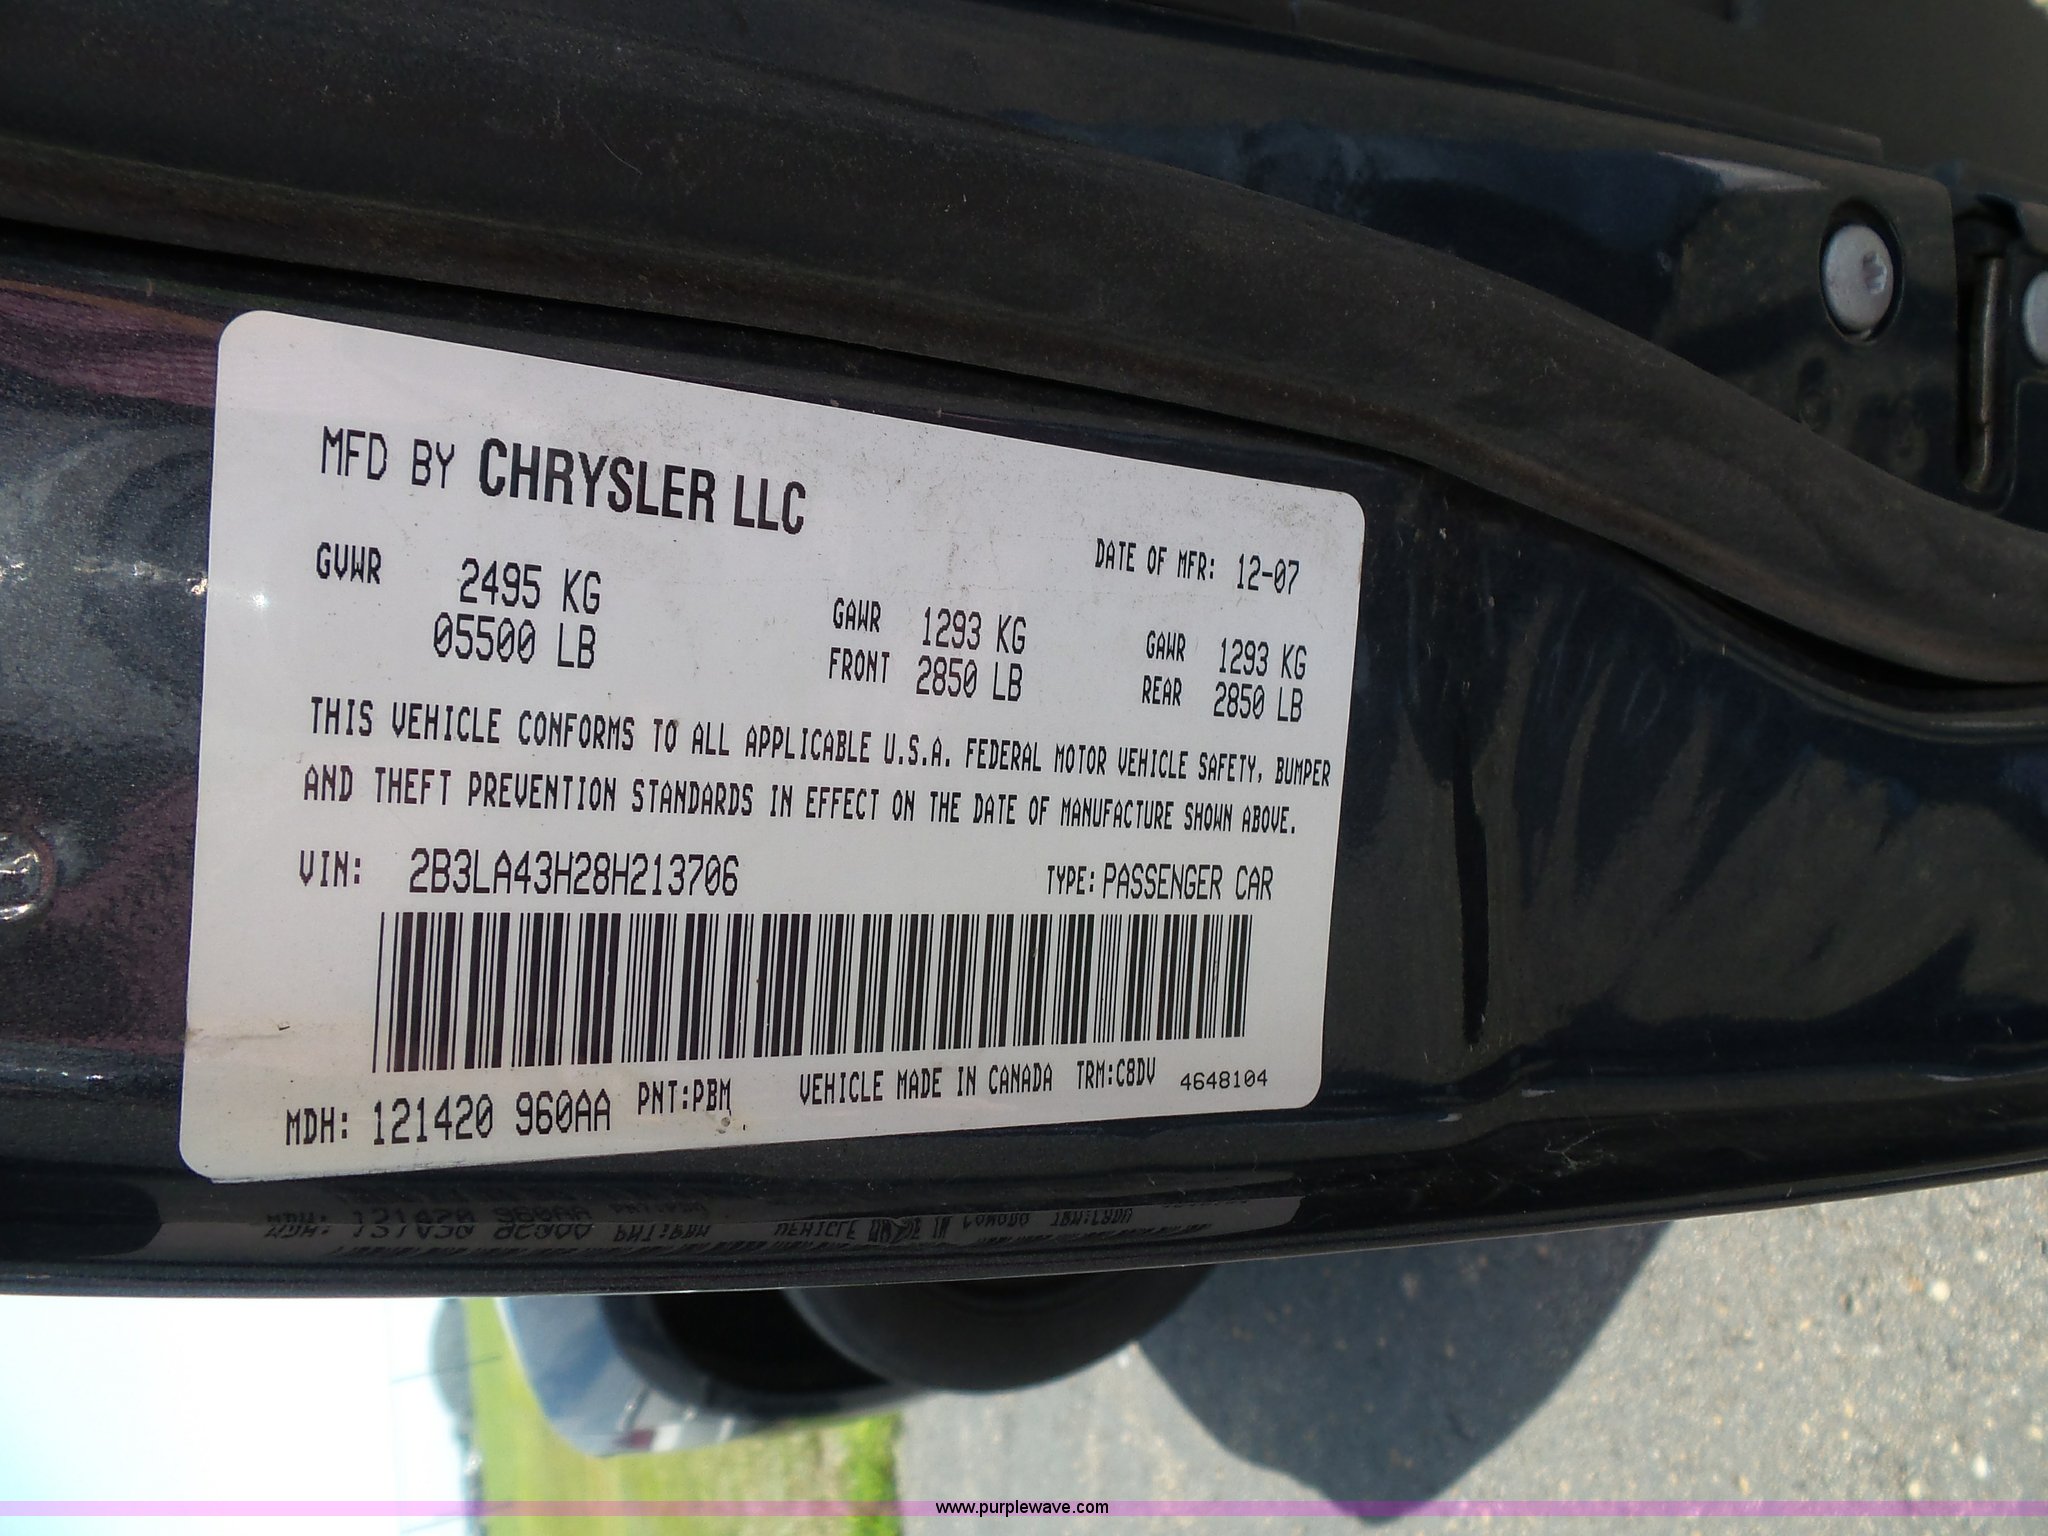 MFD BY CHRYSLER LLC
DATE OF MFR: 12-07
GVWR 2495 KG
05500 LB
GAWR 1293 KG
FRONT 2850 LB
GAWR 1293 KG
REAR 2850 LB
THIS VEHICLE CONFORMS TO ALL APPLICABLE U.S.A. FEDERAL MOTOR VEHICLE SAFETY, BUMPER
AND THEFT PREVENTION STANDARDS IN EFFECT ON THE DATE OF MANUFACTURE SHOWN ABOVE.
VIN: 2B3LA43H28H213706 TYPE: PASSENGER CAR
MDH: 121420 960AA PNT:PBM VEHICLE MADE IN CANADA TRM:C8DV 4648104
www.purplewave.com